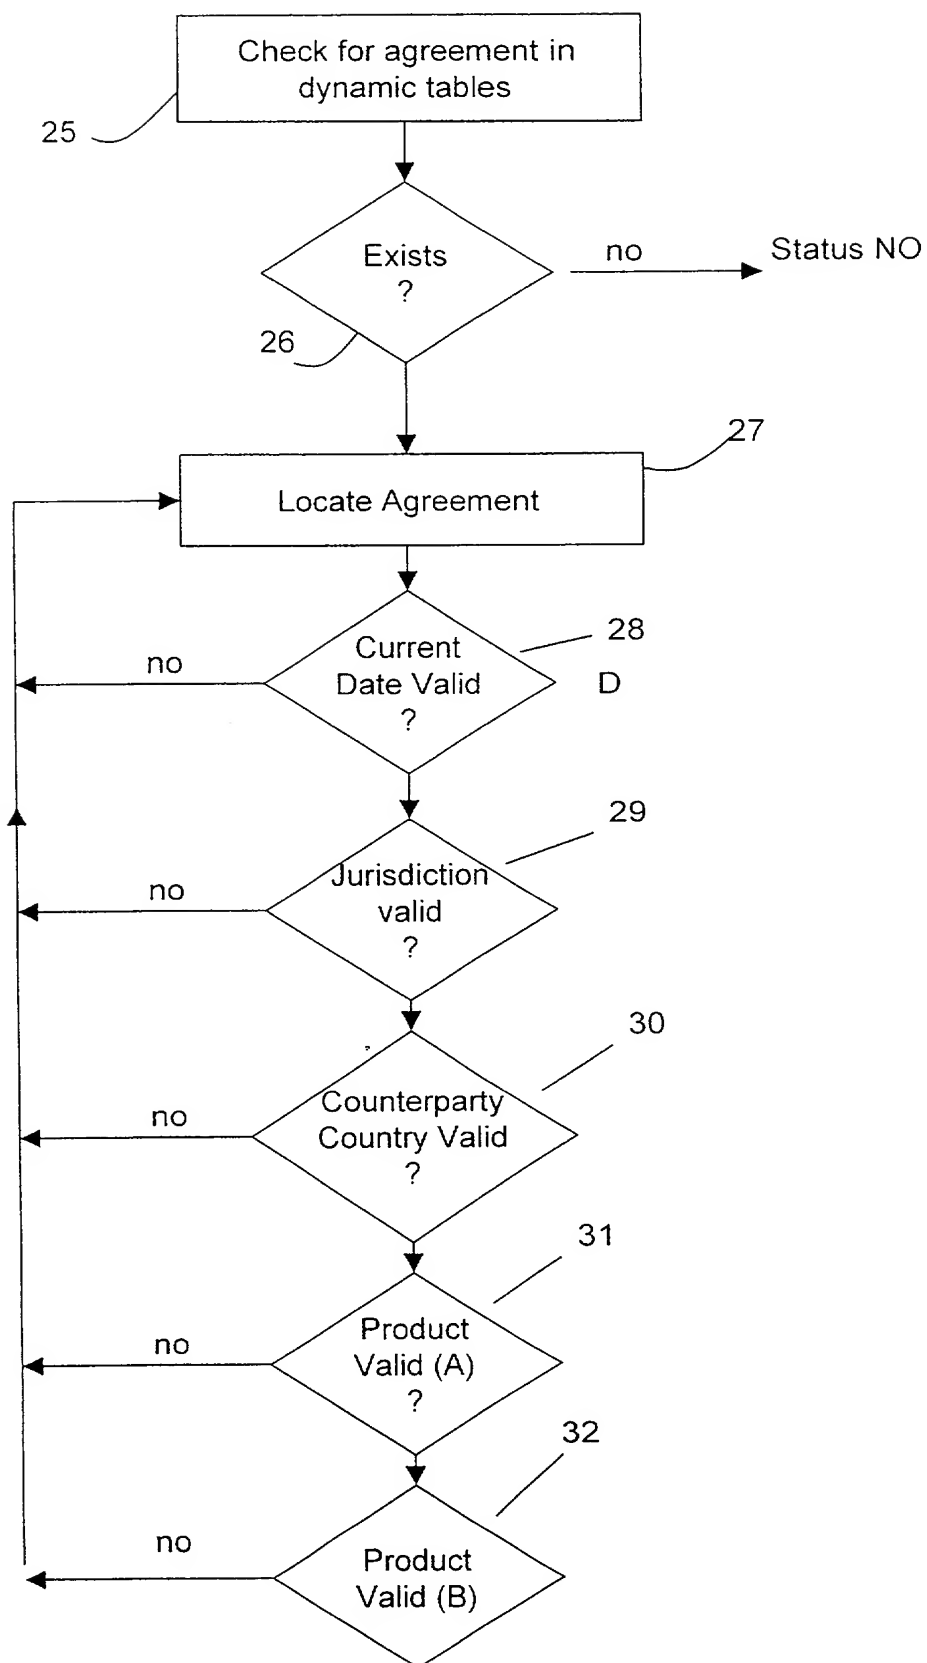 Check for agreement in
dynamic tables
25
Exists
?
no
Status NO
26
27
Locate Agreement
28
Current
Date Valid
?
no
D
29
Jurisdiction
valid
?
no
30
Counterparty
Country Valid
?
no
31
Product
Valid (A)
?
no
32
Product
Valid (B)
no